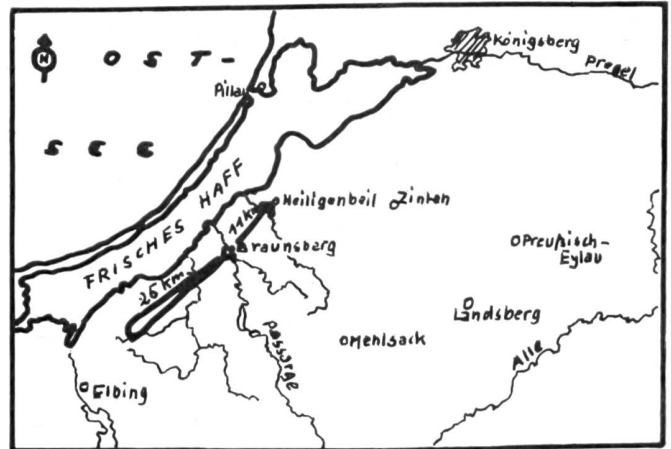 N
OST-
SEE
Königsberg
Pregel
Pillau
FRISCHES HAFF
Heiligenbeil
Zinten
11 km
Braunsberg
26 km
Preußisch-
Eylau
Landsberg
Passarge
Mehlsack
Alle
Elbing